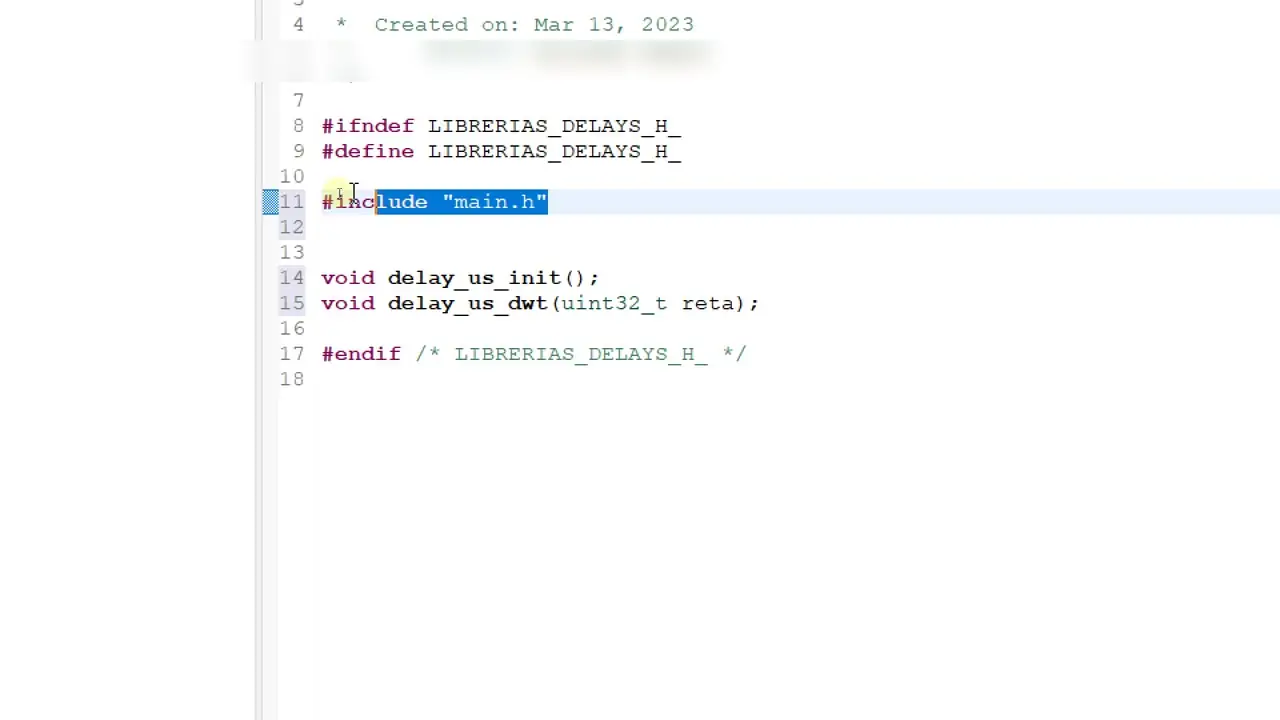 4 * Created on: Mar 13, 2023
7
8 #ifndef LIBRERIAS_DELAYS_H_
9 #define LIBRERIAS_DELAYS_H_
10
11 #include "main.h"
12
13
14 void delay_us_init();
15 void delay_us_dwt(uint32_t reta);
16
17 #endif /* LIBRERIAS_DELAYS_H_ */
18